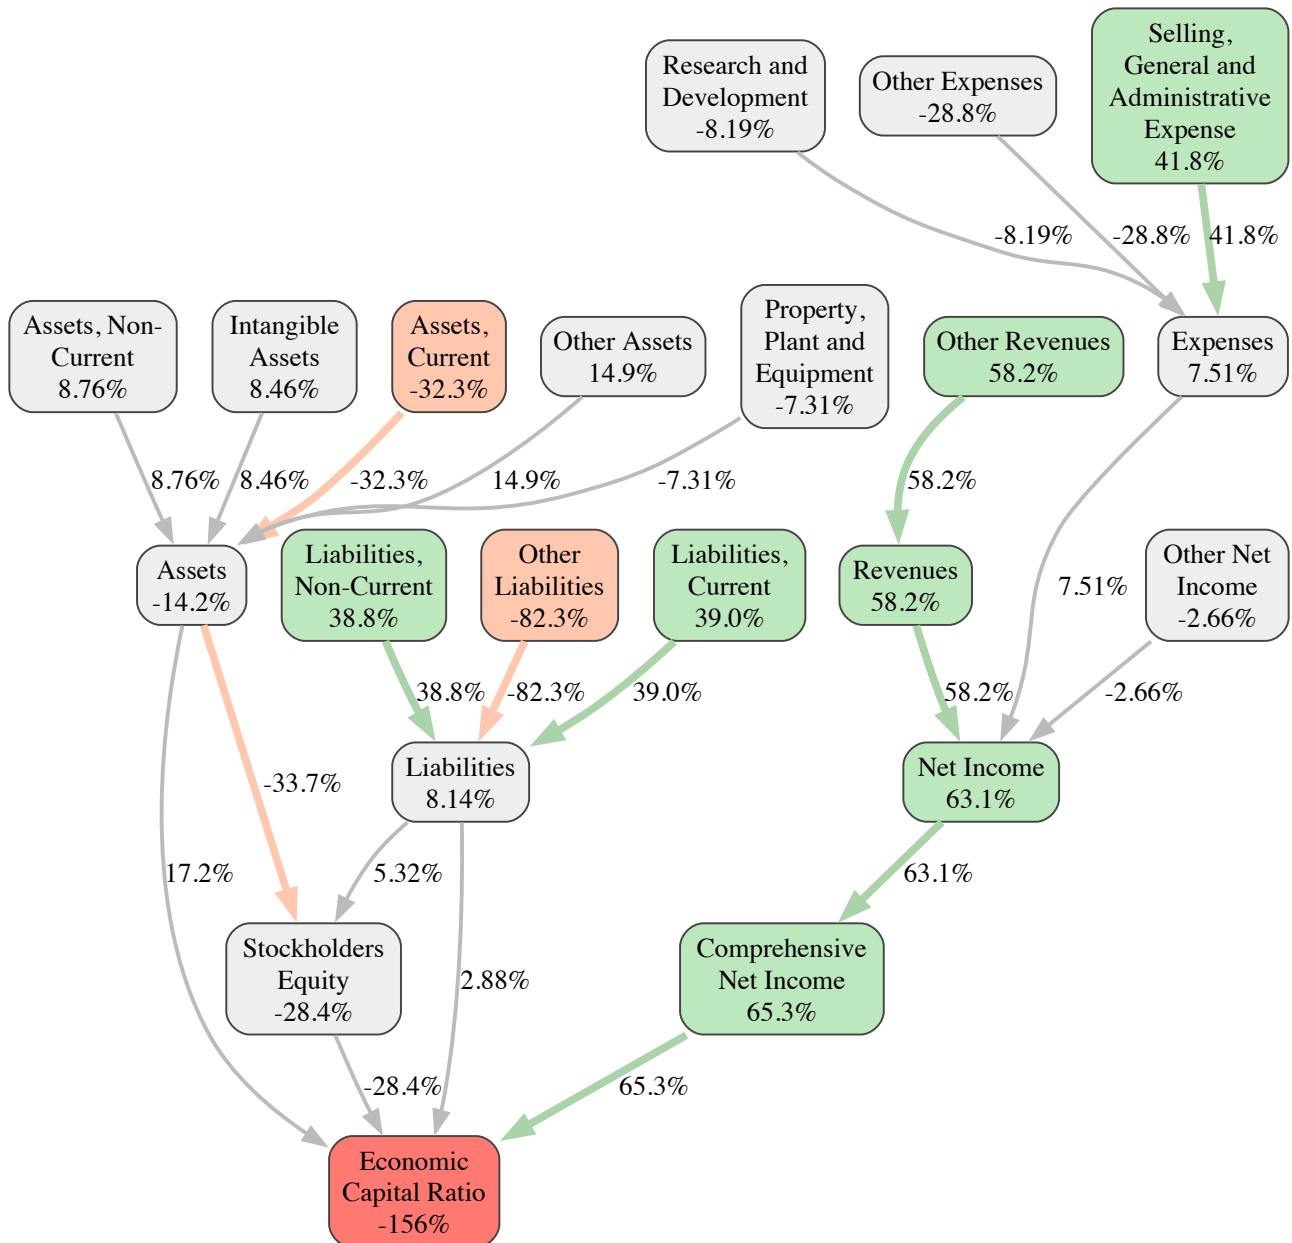 Selling,
General and
Administrative
Expense
41.8%
Research and
Development
-8.19%
Other Expenses
-28.8%
-8.19%
-28.8%
41.8%
Assets, Non-
Current
8.76%
Intangible
Assets
8.46%
Assets,
Current
-32.3%
Other Assets
14.9%
Property,
Plant and
Equipment
-7.31%
Other Revenues
58.2%
Expenses
7.51%
8.76%
8.46%
-32.3%
14.9%
-7.31%
58.2%
Assets
-14.2%
Liabilities,
Non-Current
38.8%
Other
Liabilities
-82.3%
Liabilities,
Current
39.0%
Revenues
58.2%
7.51%
Other Net
Income
-2.66%
38.8%
-82.3%
39.0%
58.2%
-2.66%
-33.7%
Liabilities
8.14%
Net Income
63.1%
17.2%
5.32%
63.1%
Stockholders
Equity
-28.4%
2.88%
Comprehensive
Net Income
65.3%
-28.4%
65.3%
Economic
Capital Ratio
-156%